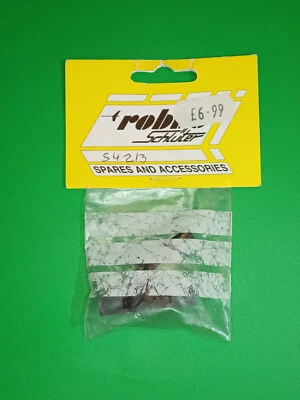 robbe
£6.99
Schlüter
S4213
SPARES AND ACCESSORIES